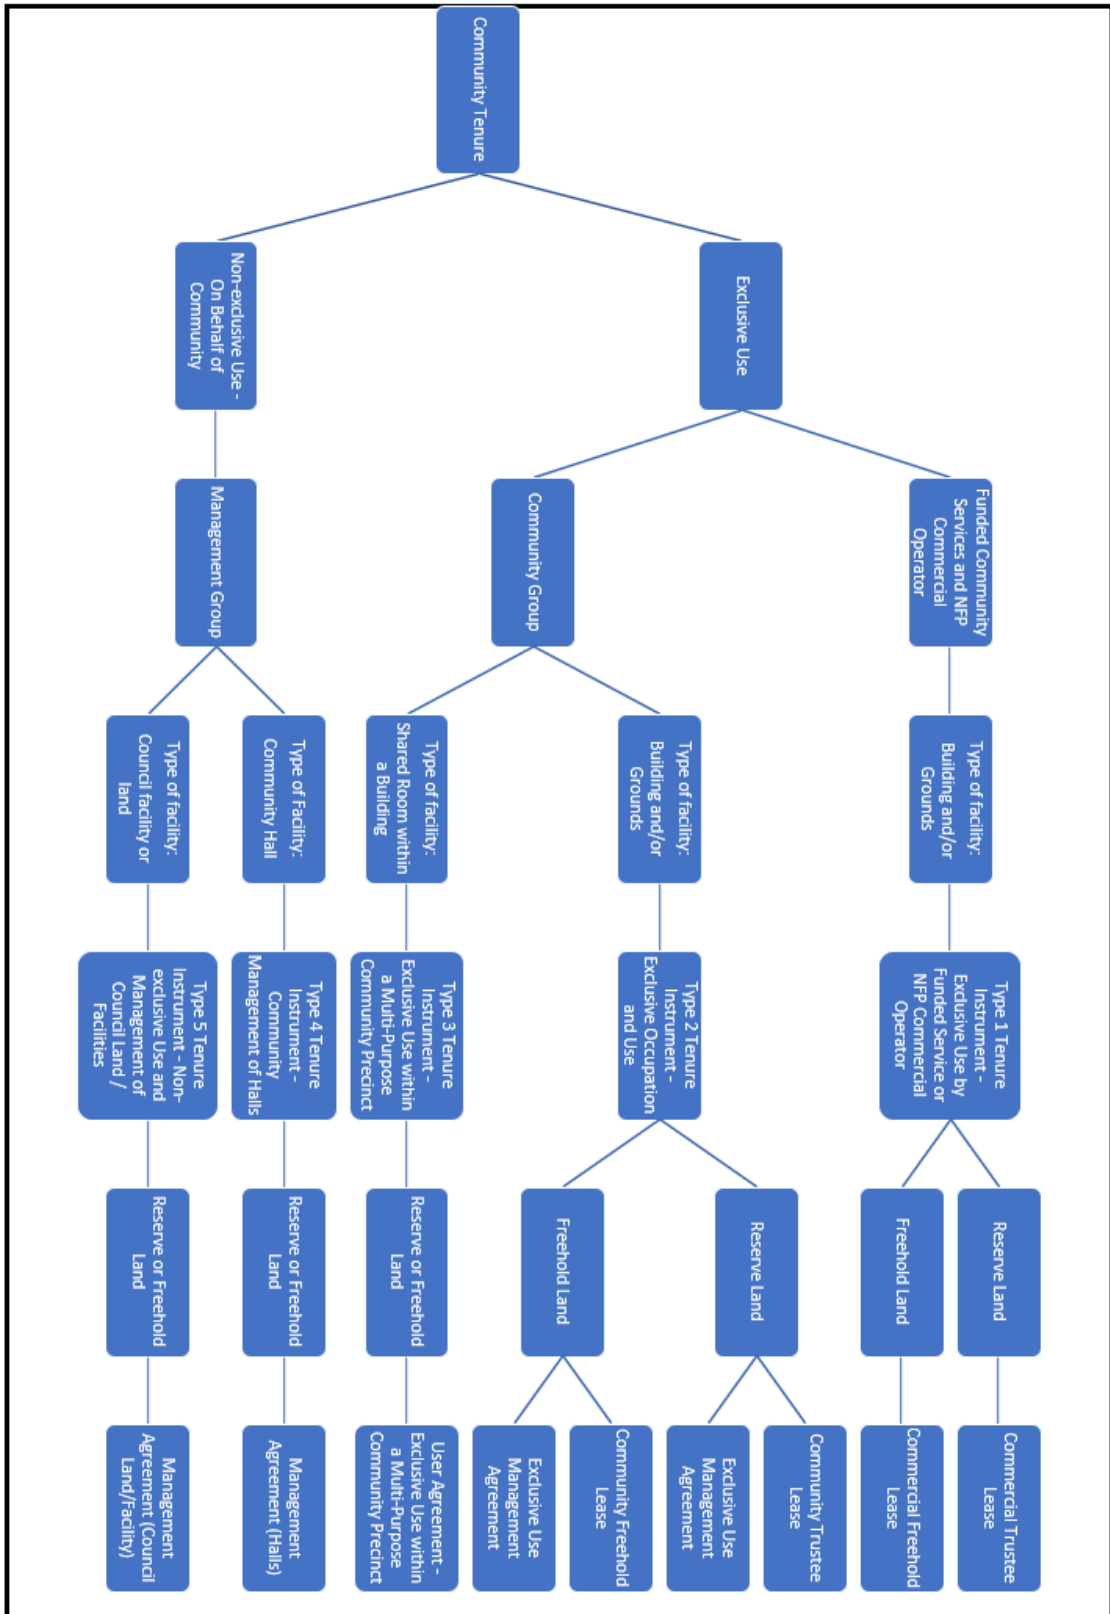 Community Tenure
Exclusive Use
Non-exclusive Use -
On Behalf of
Community
Funded Community
Services and NFP
Commercial
Operator
Community Group
Management Group
Type of facility:
Building and/or
Grounds
Type of facility:
Building and/or
Grounds
Type of facility:
Shared Room within
a Building
Type of Facility:
Community Hall
Type of facility:
Council facility or
land
Type 1 Tenure
Instrument -
Exclusive Use by
Funded Service or
NFP Commercial
Operator
Type 2 Tenure
Instrument -
Exclusive Occupation
and Use
Type 3 Tenure
Instrument -
Exclusive Use within
a Multi-Purpose
Community Precinct
Type 4 Tenure
Instrument -
Community
Management of Halls
Type 5 Tenure
Instrument - Non-
exclusive Use and
Management of
Council Land /
Facilities
Reserve Land
Freehold Land
Reserve Land
Freehold Land
Reserve or Freehold
Land
Reserve or Freehold
Land
Reserve or Freehold
Land
Commercial Trustee
Lease
Commercial Freehold
Lease
Community Trustee
Lease
Exclusive Use
Management
Agreement
Community Freehold
Lease
Exclusive Use
Management
Agreement
User Agreement -
Exclusive Use within
a Multi-Purpose
Community Precinct
Management
Agreement (Halls)
Management
Agreement (Council
Land/Facility)